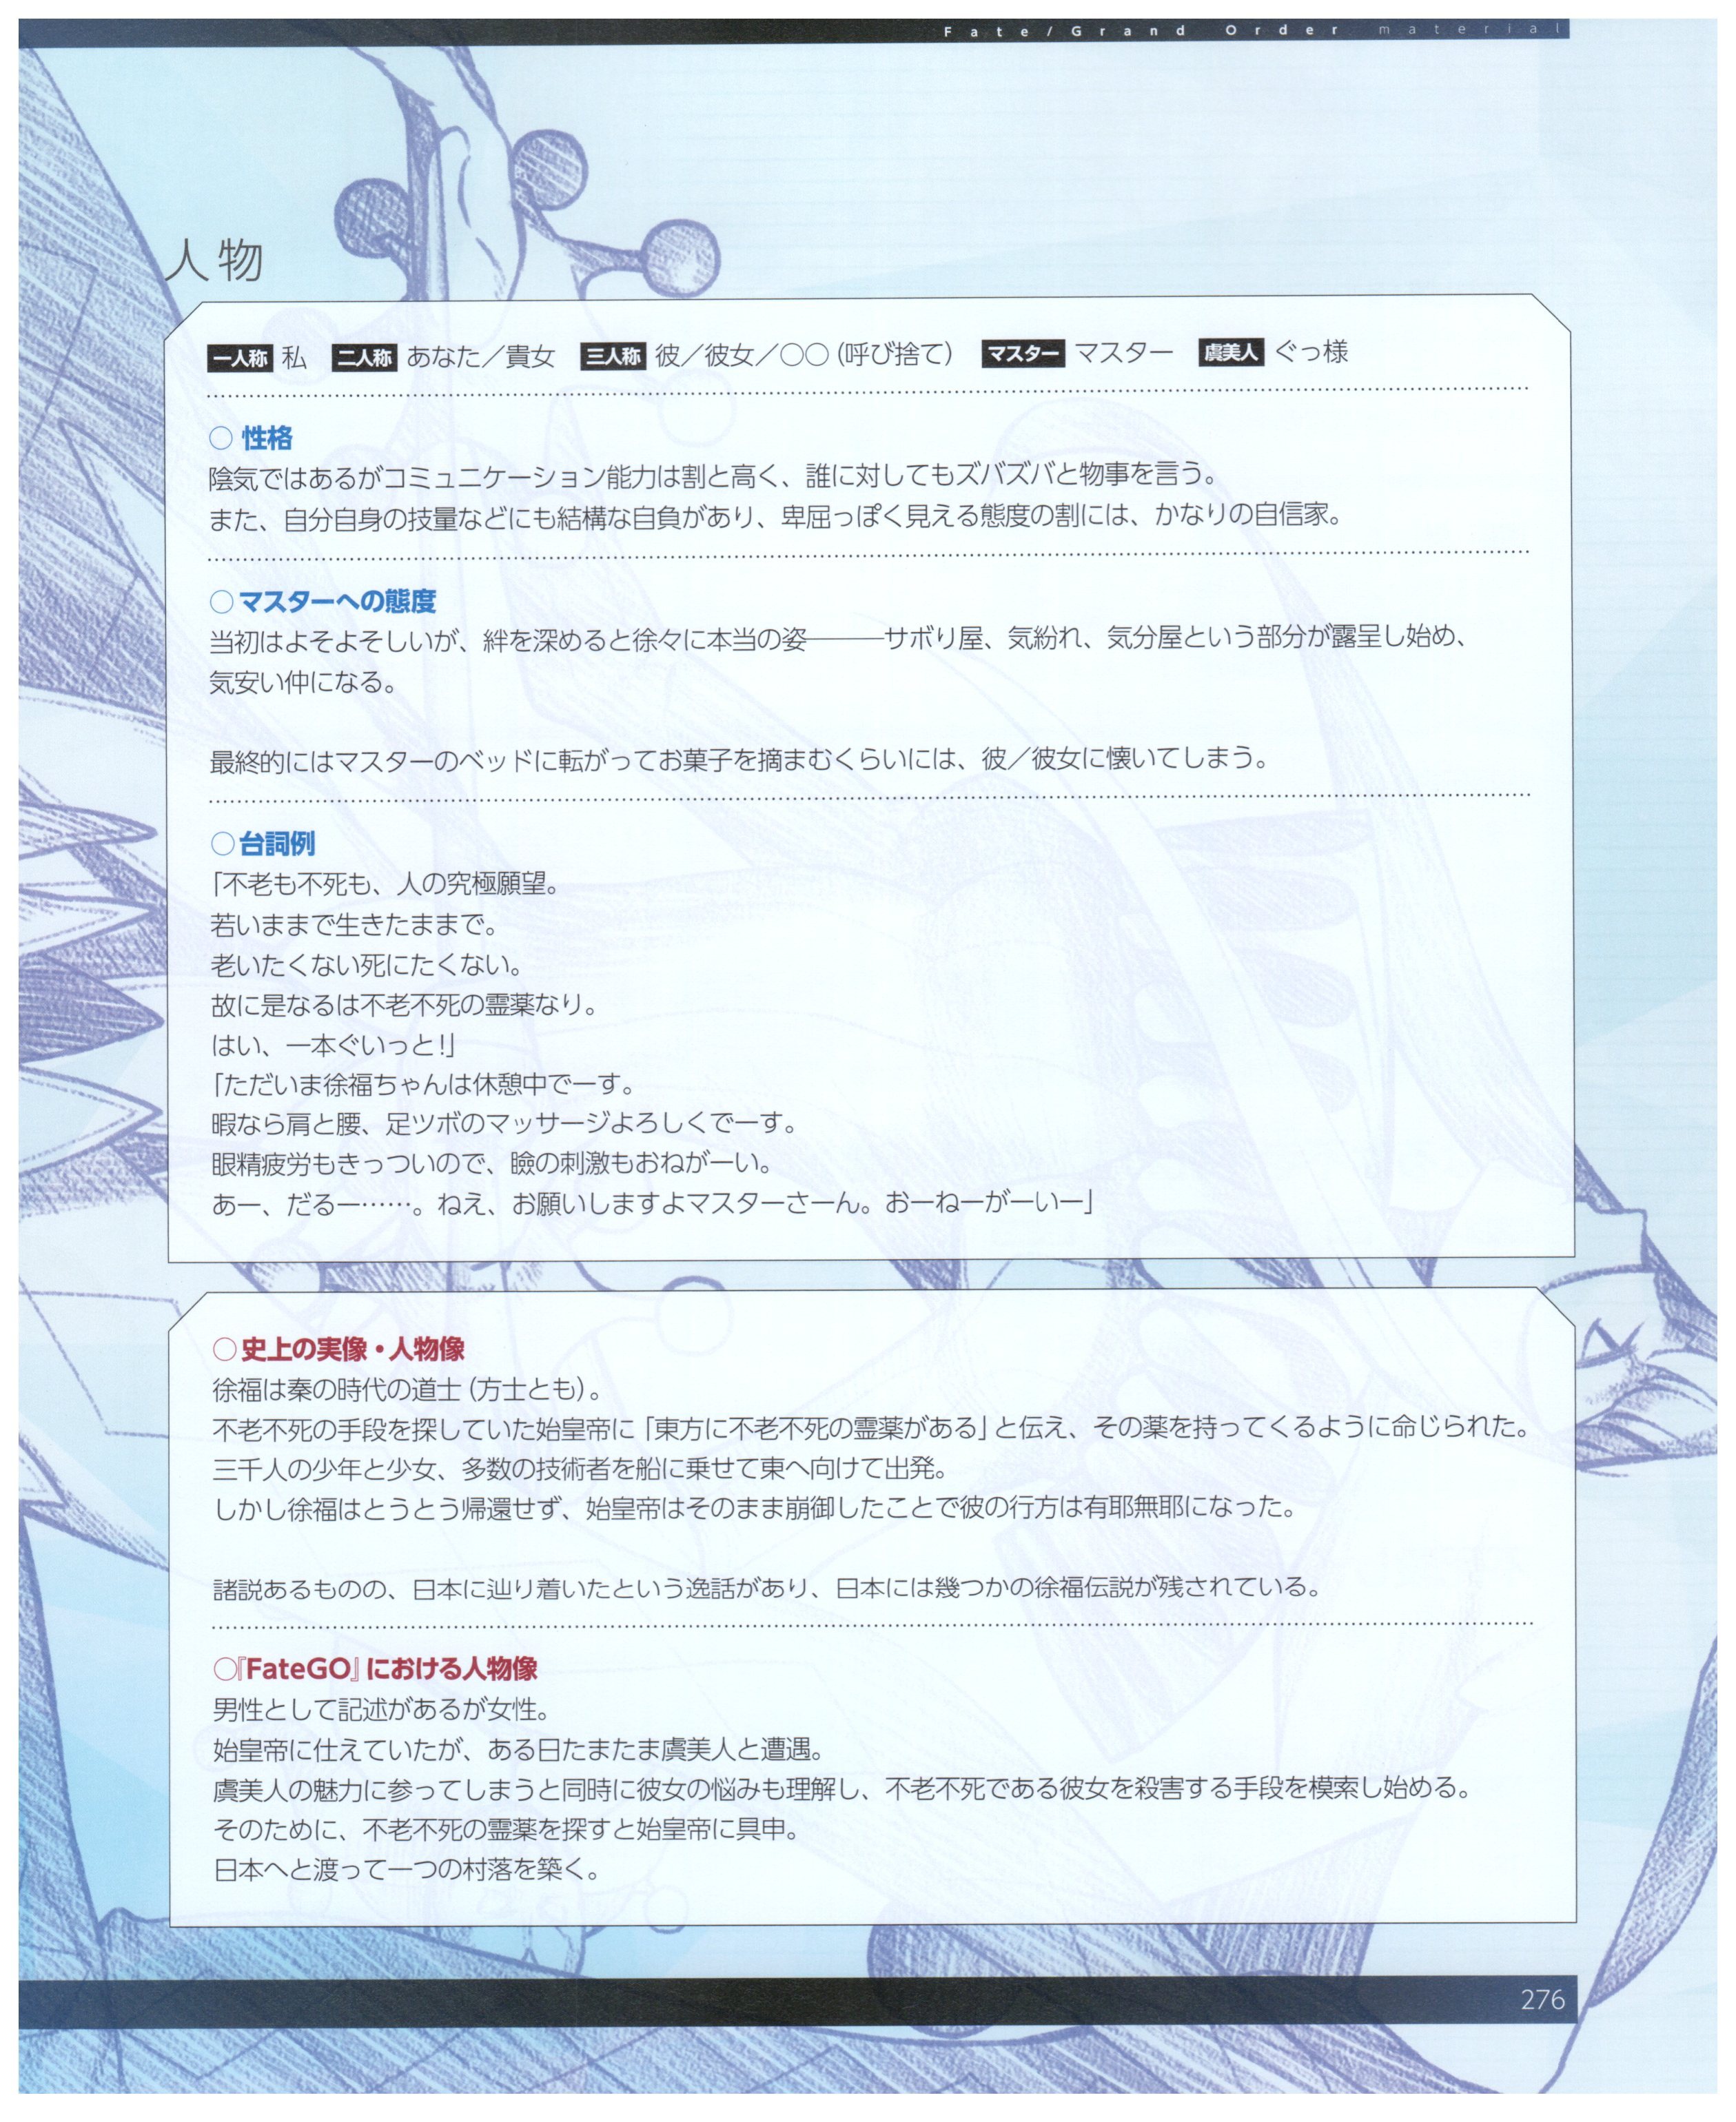 Fate/Grand Order material
人物
一人称 私 二人称 あなた／貴女 三人称 彼／彼女／○○（呼び捨て） マスター マスター 虞美人 ぐっ様
○ 性格
陰気ではあるがコミュニケーション能力は割と高く、誰に対してもズバズバと物事を言う。
また、自分自身の技量などにも結構な自負があり、卑屈っぽく見える態度の割には、かなりの自信家。
○ マスターへの態度
当初はよそよそしいが、絆を深めると徐々に本当の姿―――サボり屋、気紛れ、気分屋という部分が露呈し始め、
気安い仲になる。
最終的にはマスターのベッドに転がってお菓子を摘まむくらいには、彼／彼女に懐いてしまう。
○ 台詞例
「不老も不死も、人の究極願望。
若いままで生きたままで。
老いたくない死にたくない。
故に是なるは不老不死の霊薬なり。
はい、一本ぐいっと！」
「ただいま徐福ちゃんは休憩中でーす。
暇なら肩と腰、足ツボのマッサージよろしくでーす。
眼精疲労もきっついので、瞼の刺激もおねがーい。
あー、だるー……。ねえ、お願いしますよマスターさーん。おーねーがーいー」
○ 史上の実像・人物像
徐福は秦の時代の道士（方士とも）。
不老不死の手段を探していた始皇帝に「東方に不老不死の霊薬がある」と伝え、その薬を持ってくるように命じられた。
三千人の少年と少女、多数の技術者を船に乗せて東へ向けて出発。
しかし徐福はとうとう帰還せず、始皇帝はそのまま崩御したことで彼の行方は有耶無耶になった。
諸説あるものの、日本に辿り着いたという逸話があり、日本には幾つかの徐福伝説が残されている。
○『FateGO』における人物像
男性として記述があるが女性。
始皇帝に仕えていたが、ある日たまたま虞美人と遭遇。
虞美人の魅力に参ってしまうと同時に彼女の悩みも理解し、不老不死である彼女を殺害する手段を模索し始める。
そのために、不老不死の霊薬を探すと始皇帝に具申。
日本へと渡って一つの村落を築く。
276